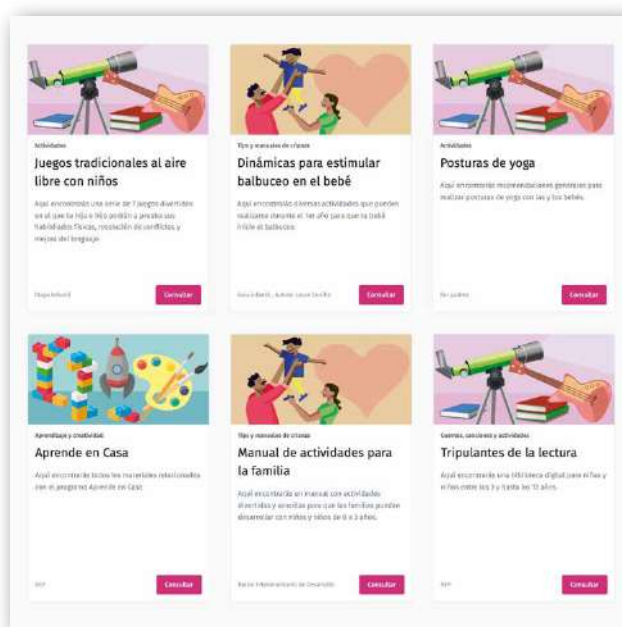 Actividades
Juegos tradicionales al aire
libre con niños
Aquí encontrarás una serie de 7 juegos divertidos
en el que tu hija o hijo podrán a prueba sus
habilidades físicas, resolución de conflictos y
mejora del lenguaje.
Consultar
Tips y manuales de crianza
Dinámicas para estimular
balbuceo en el bebé
Aquí encontrarás diversas actividades que pueden
realizarse durante el 1er año para que tu bebé
inicie el balbuceo.
Consultar
Actividades
Posturas de yoga
Aquí encontrarás recomendaciones generales para
realizar posturas de yoga con las y los bebés.
Ser padres
Consultar
Aprendizaje y creatividad
Aprende en Casa
Aquí encontrarás todos los materiales relacionados
con el programa Aprende en Casa
SEP
Consultar
Tips y manuales de crianza
Manual de actividades para
la familia
Aquí encontrarás un manual con actividades
divertidas y sencillas para que las familias puedan
desarrollar con niñas y niños de 0 a 3 años.
Banco Interamericano de Desarrollo
Consultar
Cuentos, canciones y actividades
Tripulantes de la lectura
Aquí encontrarás una biblioteca digital para niñas y
niños entre los 3 y hasta los 12 años.
SEP
Consultar